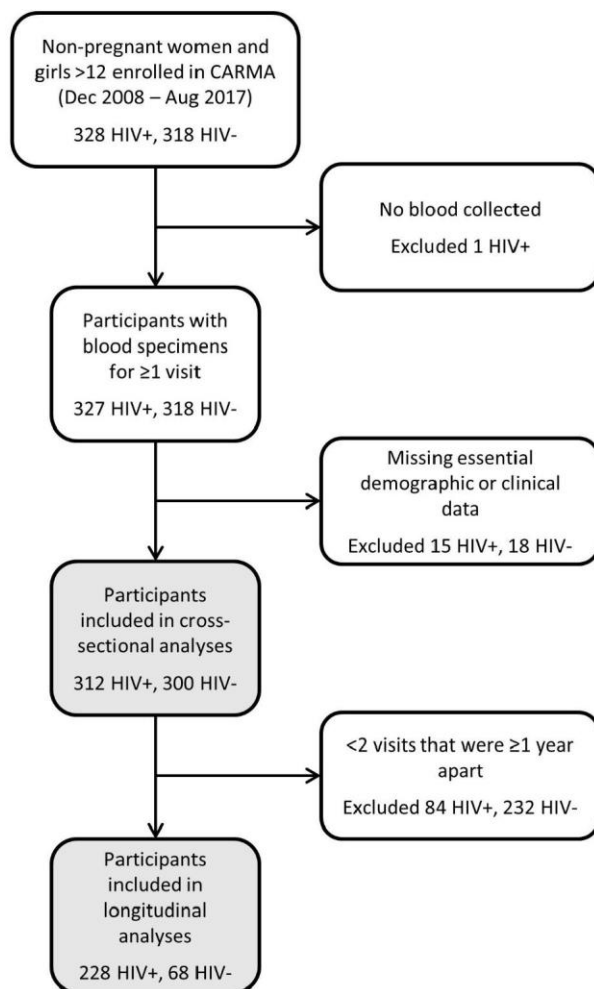 Non-pregnant women and
girls >12 enrolled in CARMA
(Dec 2008 – Aug 2017)
328 HIV+, 318 HIV-
No blood collected
Excluded 1 HIV+
Participants with
blood specimens
for ≥1 visit
327 HIV+, 318 HIV-
Missing essential
demographic or clinical
data
Excluded 15 HIV+, 18 HIV-
Participants
included in cross-
sectional analyses
312 HIV+, 300 HIV-
<2 visits that were ≥1 year
apart
Excluded 84 HIV+, 232 HIV-
Participants
included in
longitudinal
analyses
228 HIV+, 68 HIV-